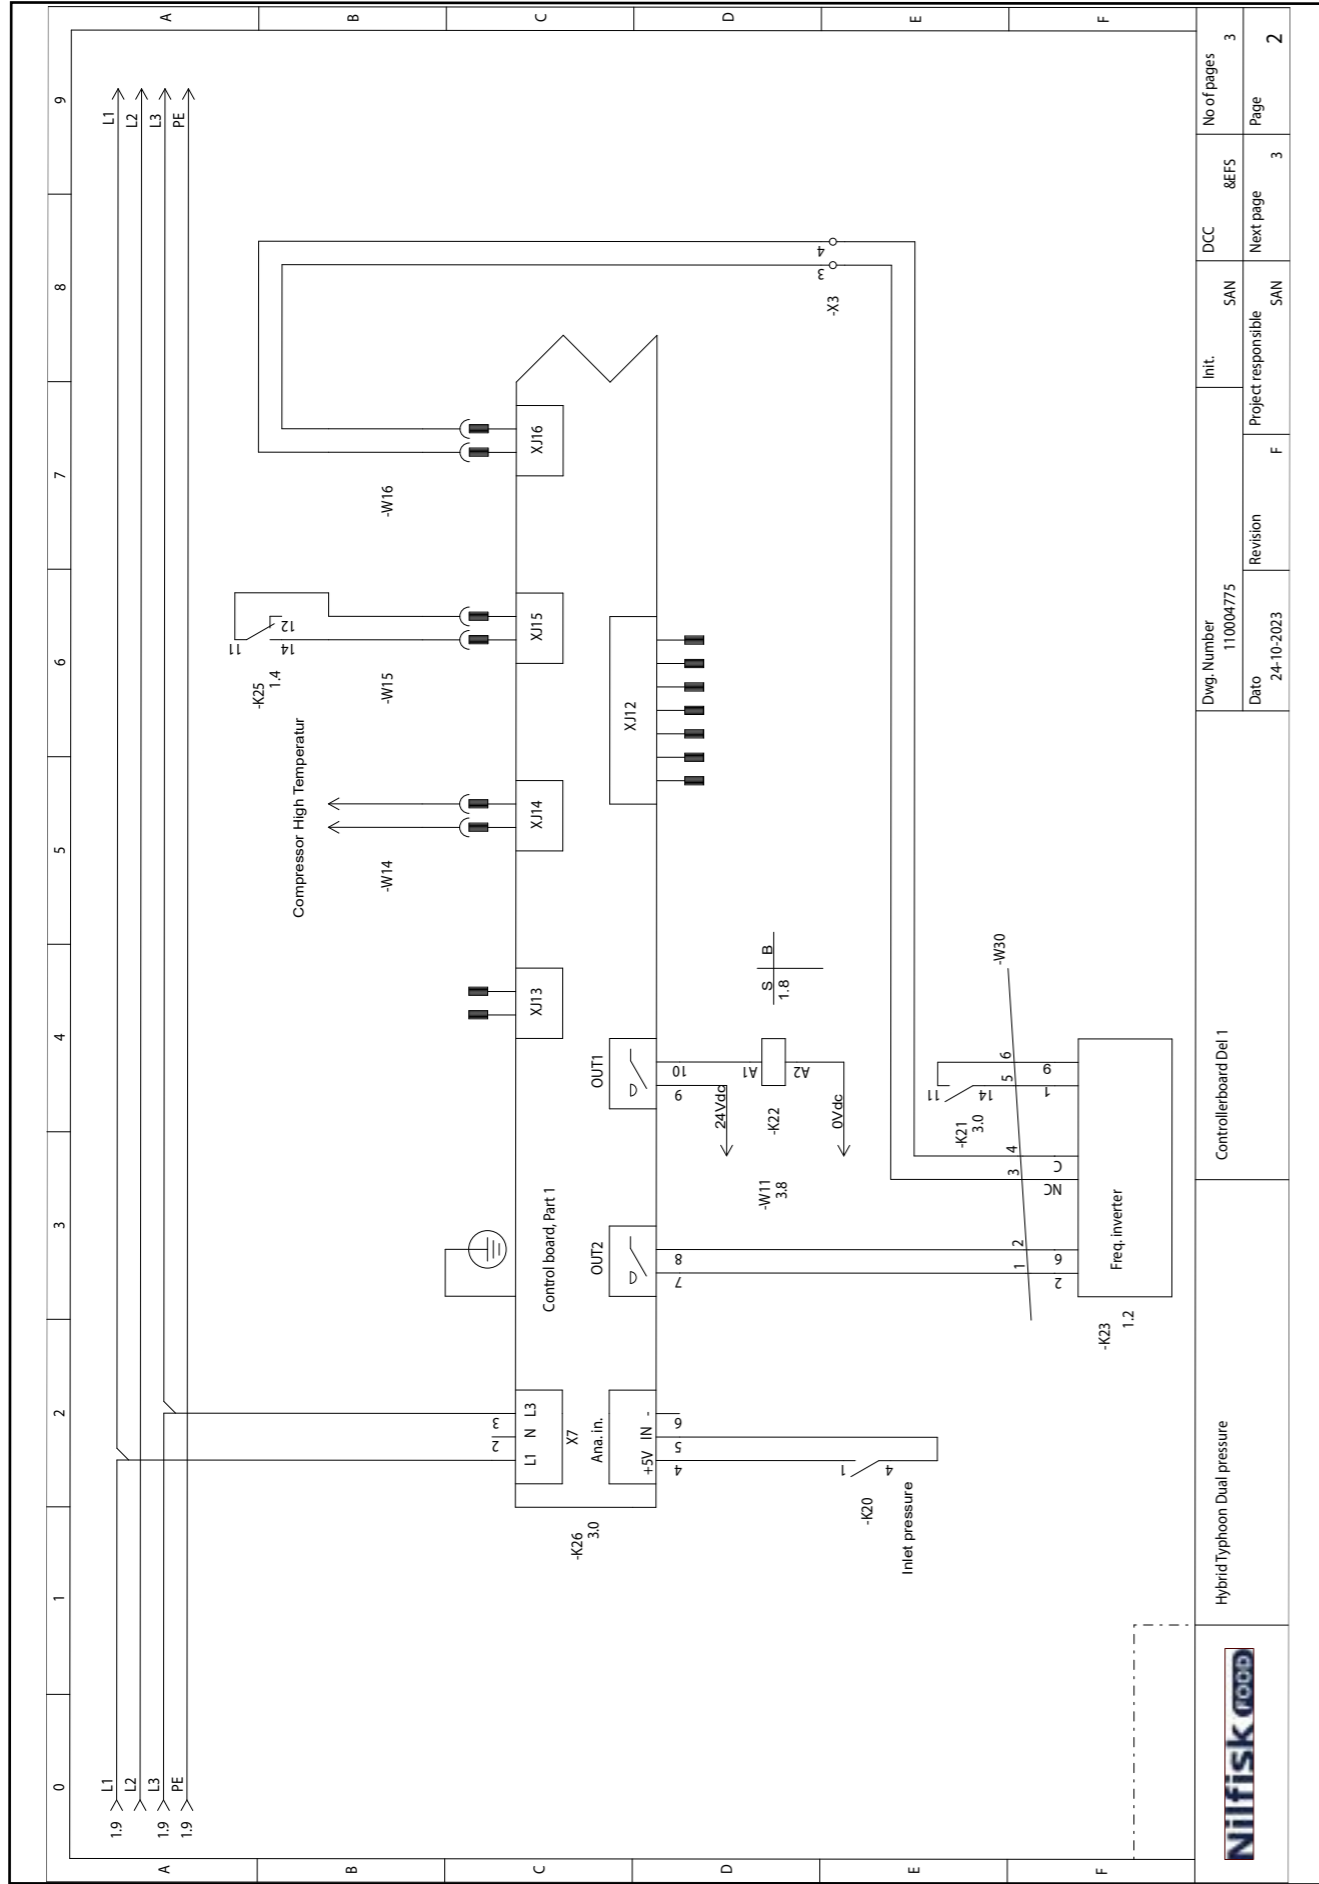 0 1 2 3 4 5 6 7 8 9
A A
B B
C C
D D
E E
F F
1.9 L1 L1
L2 L2
1.9 L3 L3
1.9 PE PE
Compressor High Temperatur
-K25
1.4
11
14 12
-W14
-W15
-W16
2 3
L1 N L3
X7
XJ13
XJ14
XJ15
XJ16
-K26
3.0
Control board, Part 1
Ana. in.
+5V IN -
OUT2
OUT1
XJ12
4 5 6
7 8
9 10
24Vdc
A1
A2
-K22
0Vdc
-W11
3.8
S B
1.8
-X3
3 4
-K20
1
4
Inlet pressure
-K21
3.0
11
14
-W30
1 2 3 4 5 6
2 6 NC C 1 9
-K23
1.2
Freq. inverter
Nilfisk FOOD
Hybrid Typhoon Dual pressure
Controllerboard Del 1
Dwg. Number
110004775
Init.
SAN
DCC
&EFS
No of pages
3
Dato
24-10-2023
Revision
F
Project responsible
SAN
Next page
3
Page
2